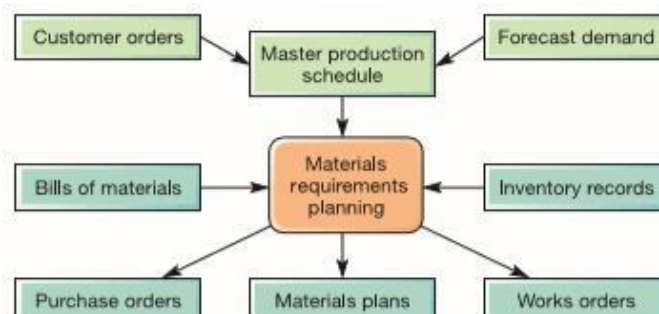 Customer orders
Master production
schedule
Forecast demand
Bills of materials
Materials
requirements
planning
Inventory records
Purchase orders
Materials plans
Works orders